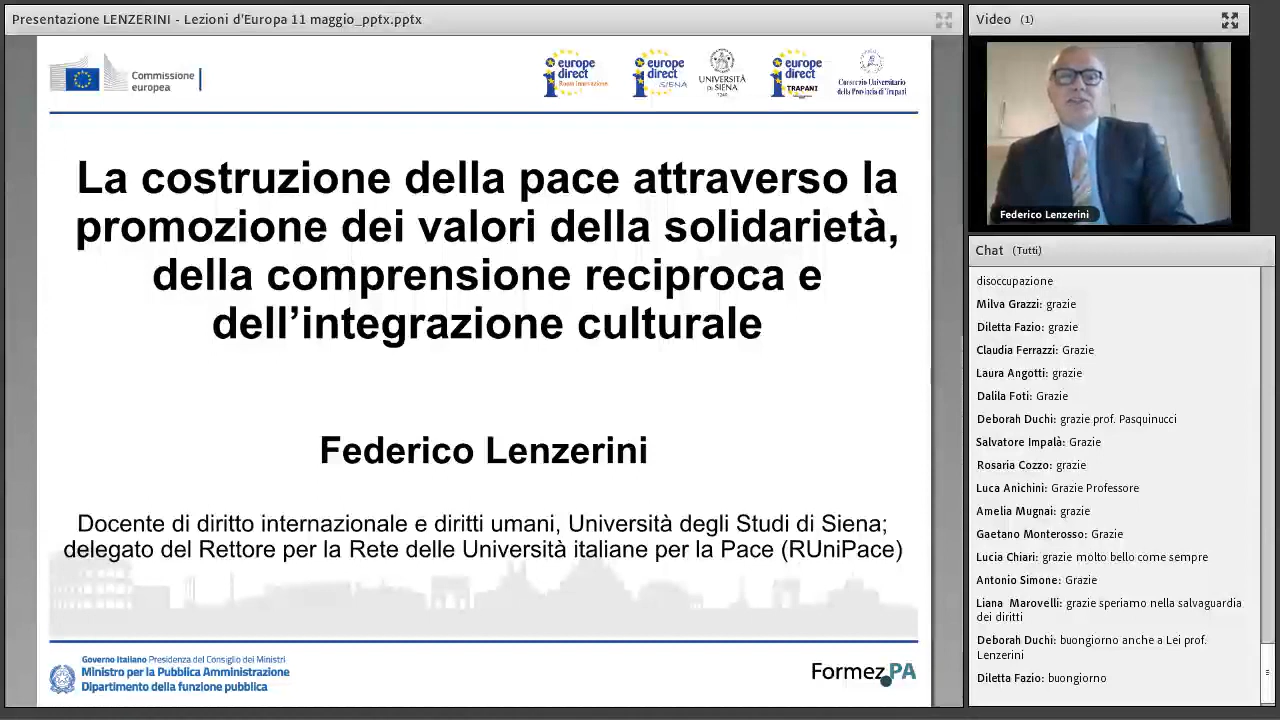 Presentazione LENZERINI - Lezioni d'Europa 11 maggio_pptx.pptx
Commissione
europea
europe
direct
Roma Innovazione
europe
direct
SIENA
UNIVERSITÀ
DI SIENA
1240
europe
direct
TRAPANI
Consorzio Universitario
della Provincia di Trapani
La costruzione della pace attraverso la
promozione dei valori della solidarietà,
della comprensione reciproca e
dell’integrazione culturale
Federico Lenzerini
Docente di diritto internazionale e diritti umani, Università degli Studi di Siena;
delegato del Rettore per la Rete delle Università italiane per la Pace (RUniPace)
Governo Italiano Presidenza del Consiglio dei Ministri
Ministro per la Pubblica Amministrazione
Dipartimento della funzione pubblica
Formez PA
Video (1)
Federico Lenzerini
Chat (Tutti)
disoccupazione
Milva Grazzi: grazie
Diletta Fazio: grazie
Claudia Ferrazzi: Grazie
Laura Angotti: grazie
Dalila Foti: Grazie
Deborah Duchi: grazie prof. Pasquinucci
Salvatore Impalà: Grazie
Rosaria Cozzo: grazie
Luca Anichini: Grazie Professore
Amelia Mugnai: grazie
Gaetano Monterosso: Grazie
Lucia Chiari: grazie molto bello come sempre
Antonio Simone: Grazie
Liana Marovelli: grazie speriamo nella salvaguardia
dei diritti
Deborah Duchi: buongiorno anche a Lei prof.
Lenzerini
Diletta Fazio: buongiorno